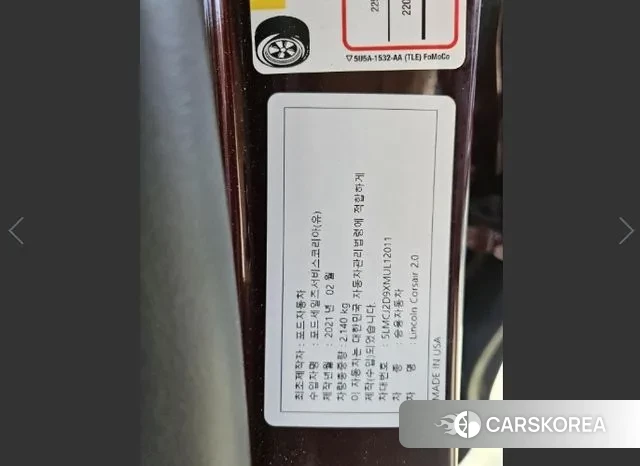 225
220
▽ 5U5A-1532-AA (TLE) FoMoCo
최초제작자 : 포드자동차
수입자명 : 포드세일즈서비스코리아(유)
제작년월 : 2021 년 02 월
차량총중량 : 2,140 kg
이 자동차는 대한민국 자동차관리법령에 적합하게
제작(수입)되었습니다.
차대번호 : 5LMCJ2D9XMUL12011
차 종 : 승용자동차
차 명 : Lincoln Corsair 2.0
MADE IN USA
CARSKOREA